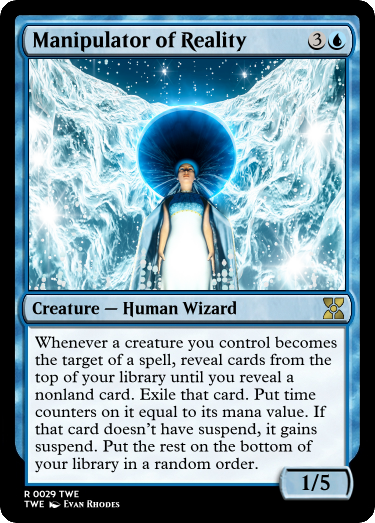 Manipulator of Reality 3
Creature — Human Wizard
Whenever a creature you control becomes
the target of a spell, reveal cards from the
top of your library until you reveal a
nonland card. Exile that card. Put time
counters on it equal to its mana value. If
that card doesn't have suspend, it gains
suspend. Put the rest on the bottom of
your library in a random order.
1/5
R 0029 TWE
TWE Evan Rhodes